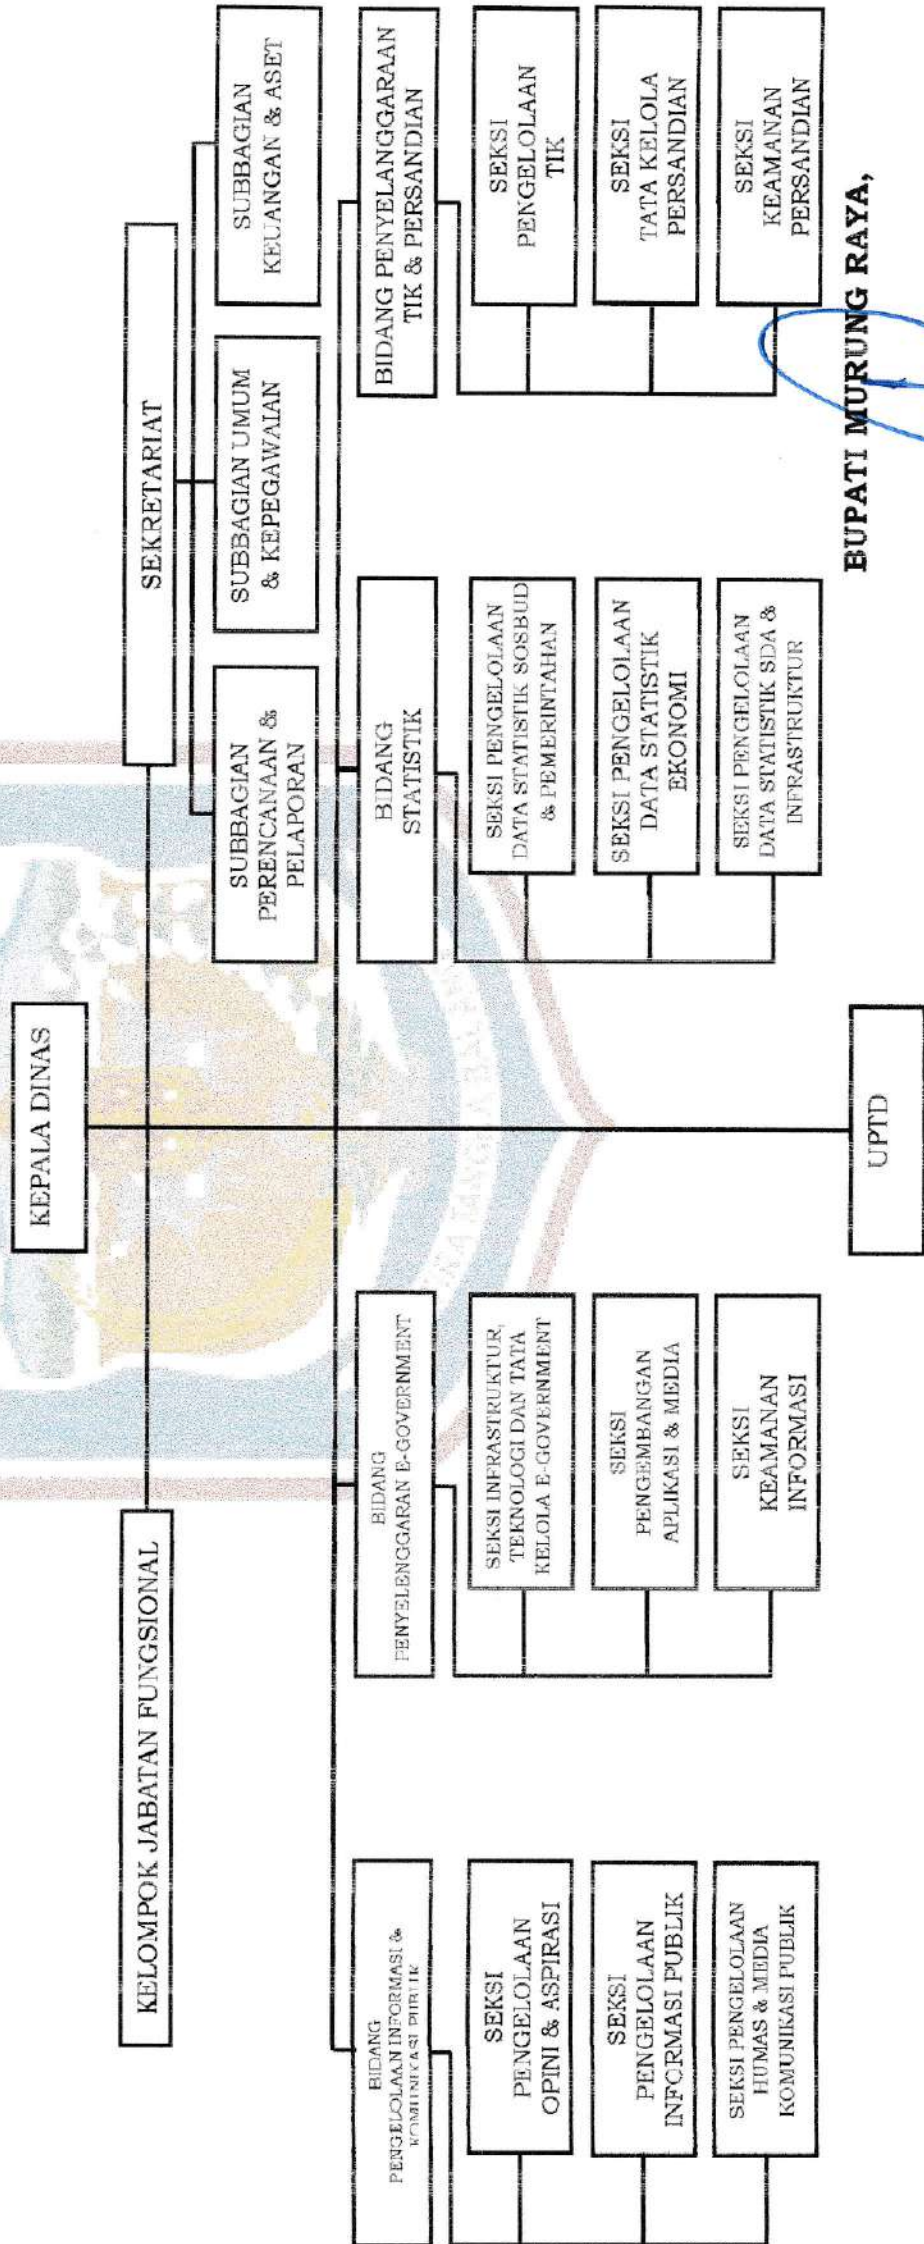 KEPALA DINAS
KELOMPOK JABATAN FUNGSIONAL
SEKRETARIAT
SUBBAGIAN
PERENCANAAN &
PELAPORAN
SUBBAGIAN UMUM
& KEPEGAWAIAN
SUBBAGIAN
KEUANGAN & ASET
BIDANG
PENGELOLAAN INFORMASI &
KOMUNIKASI PUBLIK
SEKSI
PENGELOLAAN
OPINI & ASPIRASI
SEKSI
PENGELOLAAN
INFORMASI PUBLIK
SEKSI PENGELOLAAN
HUMAS & MEDIA
KOMUNIKASI PUBLIK
BIDANG
PENYELENGGARAN E-GOVERNMENT
SEKSI INFRASTRUKTUR,
TEKNOLOGI DAN TATA
KELOLA E-GOVERNMENT
SEKSI
PENGEMBANGAN
APLIKASI & MEDIA
SEKSI
KEAMANAN
INFORMASI
BIDANG
STATISTIK
SEKSI PENGELOLAAN
DATA STATISTIK SOSBUD
& PEMERINTAHAN
SEKSI PENGELOLAAN
DATA STATISTIK
EKONOMI
SEKSI PENGELOLAAN
DATA STATISTIK SDA &
INFRASTRUKTUR
BIDANG PENYELANGGARAAN
TIK & PERSANDIAN
SEKSI
PENGELOLAAN
TIK
SEKSI
TATA KELOLA
PERSANDIAN
SEKSI
KEAMANAN
PERSANDIAN
UPTD
BUPATI MURUNG RAYA,